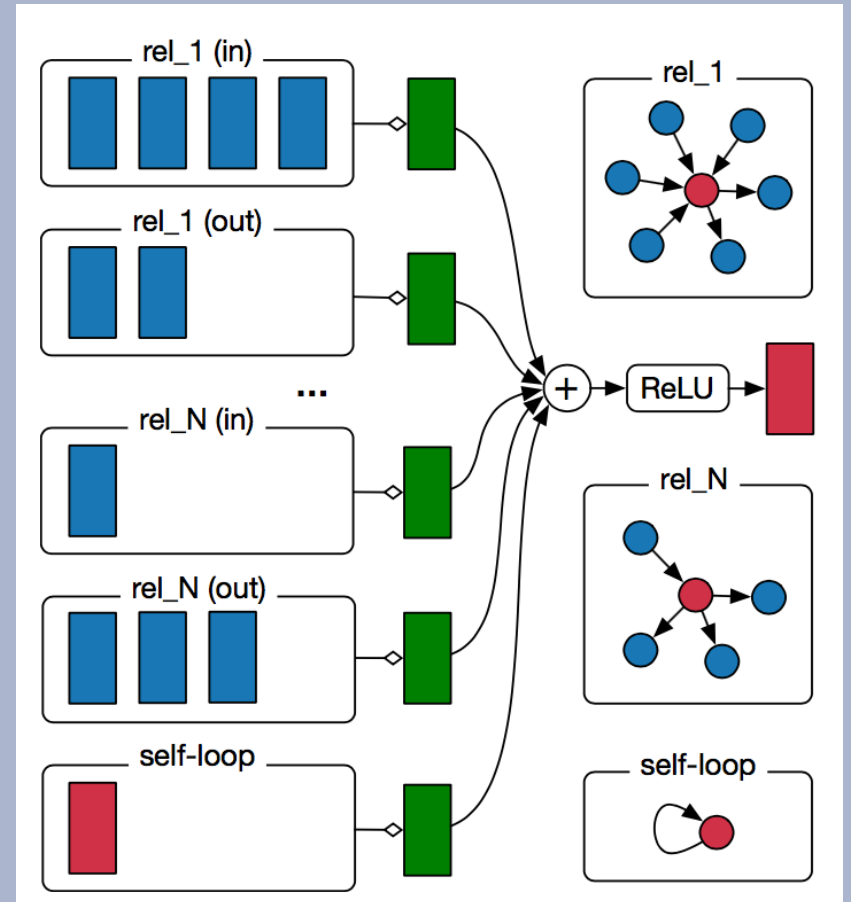 rel_1 (in)
rel_1 (out)
...
rel_N (in)
rel_N (out)
self-loop
+
ReLU
rel_1
rel_N
self-loop